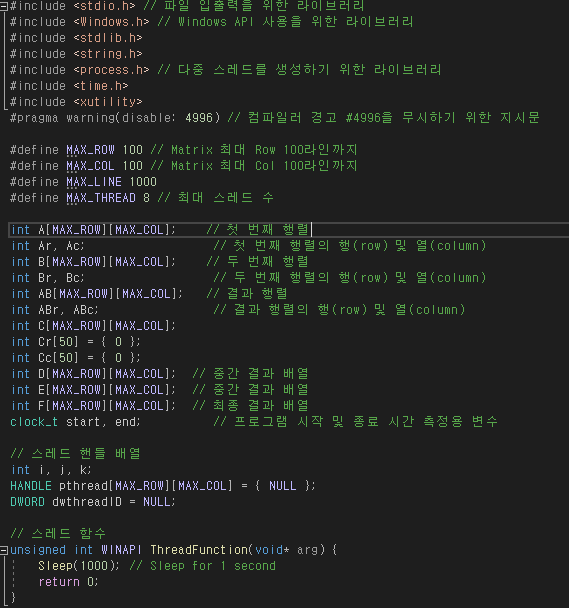 #include <stdio.h> // 파일 입출력을 위한 라이브러리
#include <Windows.h> // Windows API 사용을 위한 라이브러리
#include <stdlib.h>
#include <string.h>
#include <process.h> // 다중 스레드를 생성하기 위한 라이브러리
#include <time.h>
#include <xutility>
#pragma warning(disable: 4996) // 컴파일러 경고 #4996을 무시하기 위한 지시문
#define MAX_ROW 100 // Matrix 최대 Row 100라인까지
#define MAX_COL 100 // Matrix 최대 Col 100라인까지
#define MAX_LINE 1000
#define MAX_THREAD 8 // 최대 스레드 수
int A[MAX_ROW][MAX_COL]; // 첫 번째 행렬
int Ar, Ac; // 첫 번째 행렬의 행(row) 및 열(column)
int B[MAX_ROW][MAX_COL]; // 두 번째 행렬
int Br, Bc; // 두 번째 행렬의 행(row) 및 열(column)
int AB[MAX_ROW][MAX_COL]; // 결과 행렬
int ABr, ABc; // 결과 행렬의 행(row) 및 열(column)
int C[MAX_ROW][MAX_COL];
int Cr[50] = { 0 };
int Cc[50] = { 0 };
int D[MAX_ROW][MAX_COL]; // 중간 결과 배열
int E[MAX_ROW][MAX_COL]; // 중간 결과 배열
int F[MAX_ROW][MAX_COL]; // 최종 결과 배열
clock_t start, end; // 프로그램 시작 및 종료 시간 측정용 변수
// 스레드 핸들 배열
int i, j, k;
HANDLE pthread[MAX_ROW][MAX_COL] = { NULL };
DWORD dwthreadID = NULL;
// 스레드 함수
unsigned int WINAPI ThreadFunction(void* arg) {
Sleep(1000); // Sleep for 1 second
return 0;
}